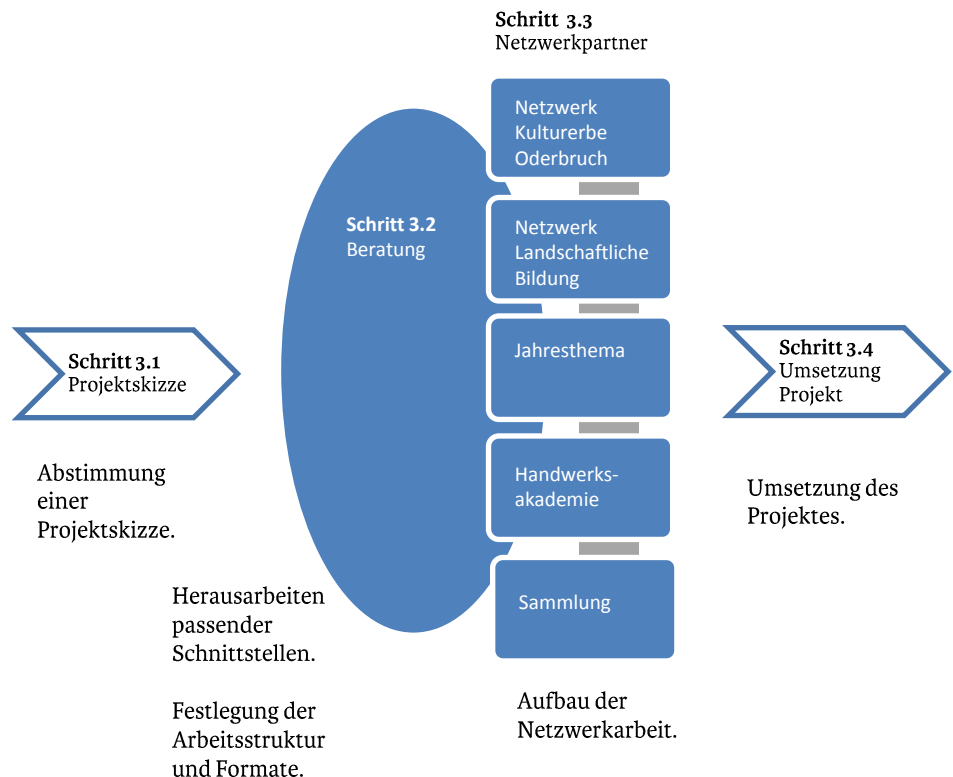 Schritt 3.3
Netzwerkpartner
Netzwerk
Kulturerbe
Oderbruch
Schritt 3.2
Beratung
Netzwerk
Landschaftliche
Bildung
Schritt 3.1
Projektskizze
Jahresthema
Schritt 3.4
Umsetzung
Projekt
Abstimmung
einer
Projektskizze.
Handwerks-
akademie
Umsetzung des
Projektes.
Herausarbeiten
passender
Schnittstellen.
Sammlung
Festlegung der
Arbeitsstruktur
und Formate.
Aufbau der
Netzwerkarbeit.